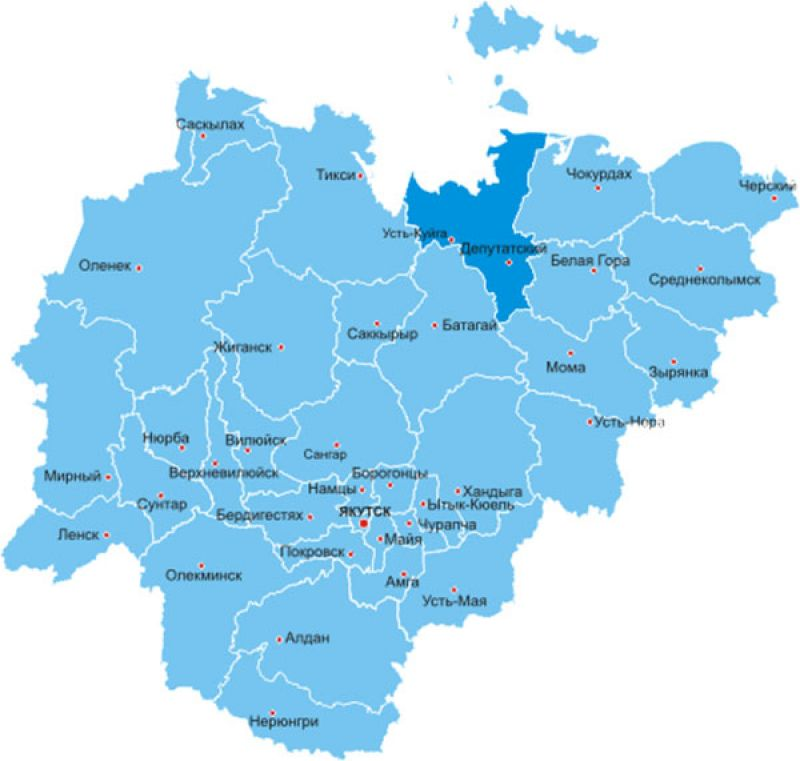 Саскылах
Тикси
Чокурдах
Черский
Усть-Куйга
Депутатский
Белая Гора
Оленек
Среднеколымск
Саккырыр
Батагай
Жиганск
Мома
Зырянка
Усть-Нера
Нюрба
Вилюйск
Сангар
Мирный
Верхневилюйск
Борогонцы
Намцы
Хандыга
Сунтар
Ытык-Кюель
Бердигестях
ЯКУТСК
Чурапча
Ленск
Майя
Покровск
Олекминск
Амга
Усть-Мая
Алдан
Нерюнгри